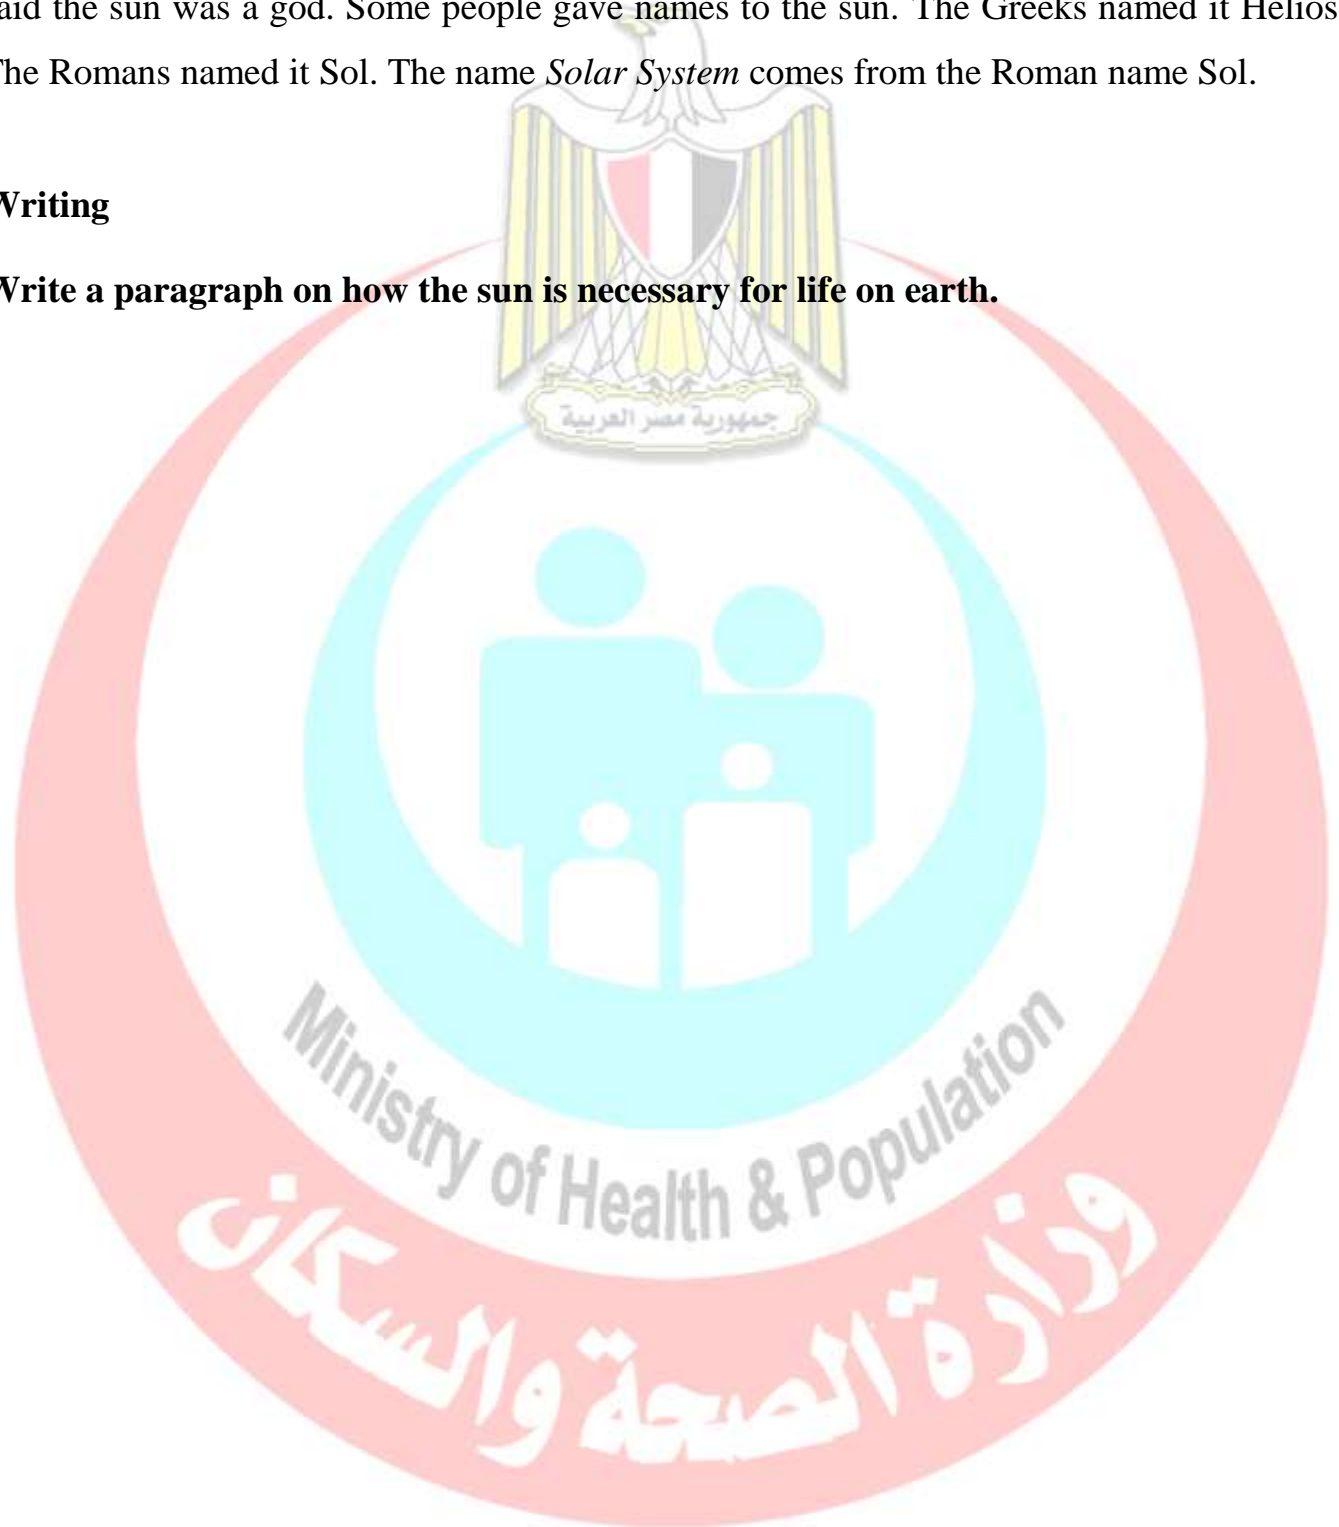 aid the sun was a god. Some people gave names to the sun. The Greeks named it Helios
The Romans named it Sol. The name Solar System comes from the Roman name Sol.
Writing
Write a paragraph on how the sun is necessary for life on earth.
جمهورية مصر العربية
Ministry of Health & Population
وزارة الصحة والسكان